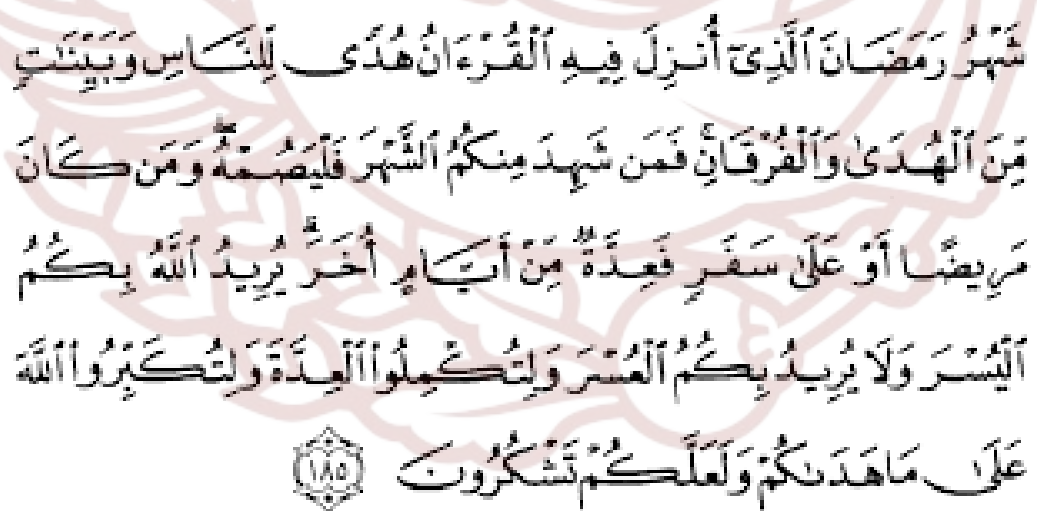 شَهْرُ رَمَضَانَ ٱلَّذِىٓ أُنزِلَ فِيهِ ٱلْقُرْءَانُ هُدًى لِّلنَّاسِ وَبَيِّنَٰتٍ
مِّنَ ٱلْهُدَىٰ وَٱلْفُرْقَانِ ۚ فَمَن شَهِدَ مِنكُمُ ٱلشَّهْرَ فَلْيَصُمْهُ ۖ وَمَن كَانَ
مَرِيضًا أَوْ عَلَىٰ سَفَرٍ فَعِدَّةٌ مِّنْ أَيَّامٍ أُخَرَ ۗ يُرِيدُ ٱللَّهُ بِكُمُ
ٱلْيُسْرَ وَلَا يُرِيدُ بِكُمُ ٱلْعُسْرَ وَلِتُكْمِلُوا۟ ٱلْعِدَّةَ وَلِتُكَبِّرُوا۟ ٱللَّهَ
عَلَىٰ مَا هَدَىٰكُمْ وَلَعَلَّكُمْ تَشْكُرُونَ ١٨٥